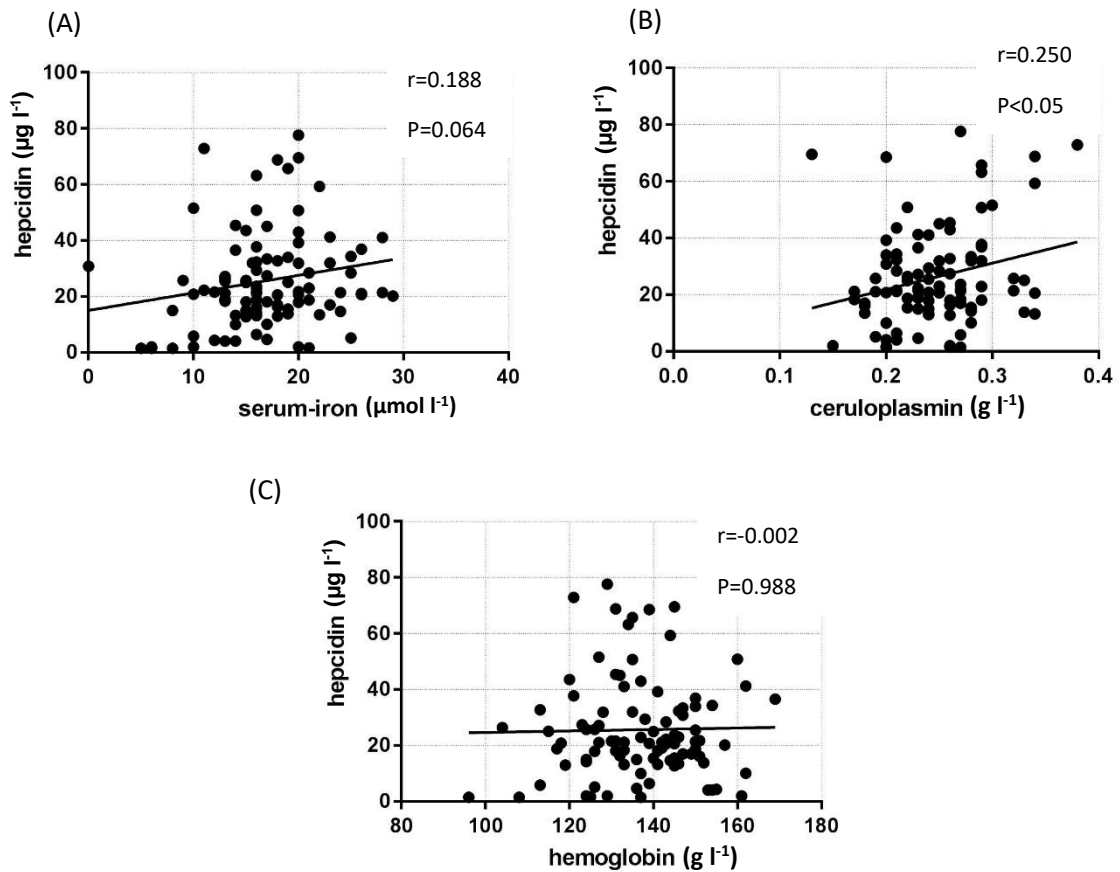 (A)
r=0.188
P=0.064
hepcidin (µg l⁻¹)
100
80
60
40
20
0
0 10 20 30 40
serum-iron (µmol l⁻¹)
(B)
r=0.250
P<0.05
hepcidin (µg l⁻¹)
100
80
60
40
20
0
0.0 0.1 0.2 0.3 0.4
ceruloplasmin (g l⁻¹)
(C)
r=-0.002
P=0.988
hepcidin (µg l⁻¹)
100
80
60
40
20
0
80 100 120 140 160 180
hemoglobin (g l⁻¹)